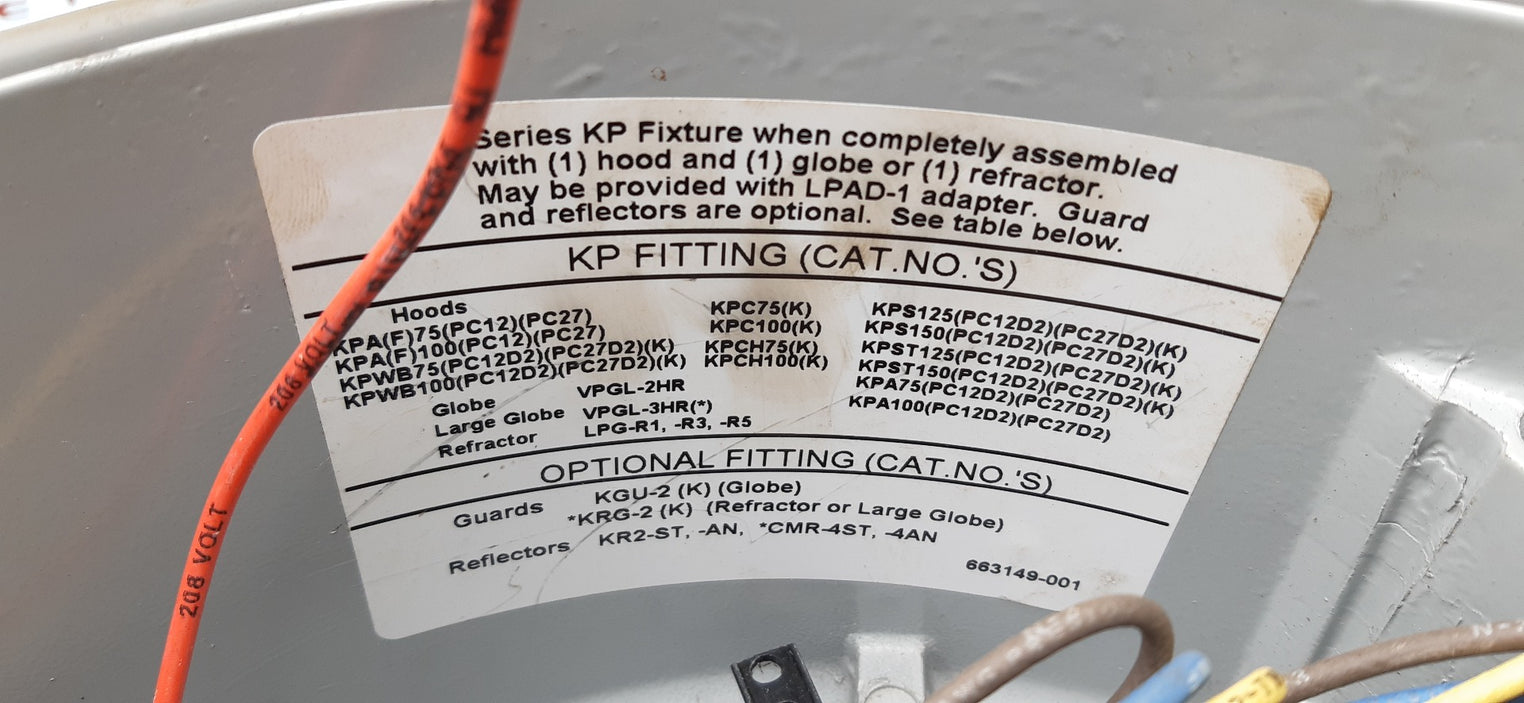 Series KP Fixture when completely assembled
with (1) hood and (1) globe or (1) refractor.
May be provided with LPAD-1 adapter. Guard
and reflectors are optional. See table below.
KP FITTING (CAT.NO.'S)
Hoods
KPA(F)75(PC12)(PC27)
KPA(F)100(PC12)(PC27)
KPWB75(PC12D2)(PC27D2)(K)
KPWB100(PC12D2)(PC27D2)(K)
KPC75(K)
KPC100(K)
KPCH75(K)
KPCH100(K)
KPS125(PC12D2)(PC27D2)(K)
KPS150(PC12D2)(PC27D2)(K)
KPST125(PC12D2)(PC27D2)(K)
KPST150(PC12D2)(PC27D2)(K)
KPA75(PC12D2)(PC27D2)
KPA100(PC12D2)(PC27D2)
Globe VPGL-2HR
Large Globe VPGL-3HR(*)
Refractor LPG-R1, -R3, -R5
OPTIONAL FITTING (CAT.NO.'S)
Guards KGU-2 (K) (Globe)
*KRG-2 (K) (Refractor or Large Globe)
Reflectors KR2-ST, -AN, *CMR-4ST, -4AN
663149-001
208 VOLT
208 VOLT